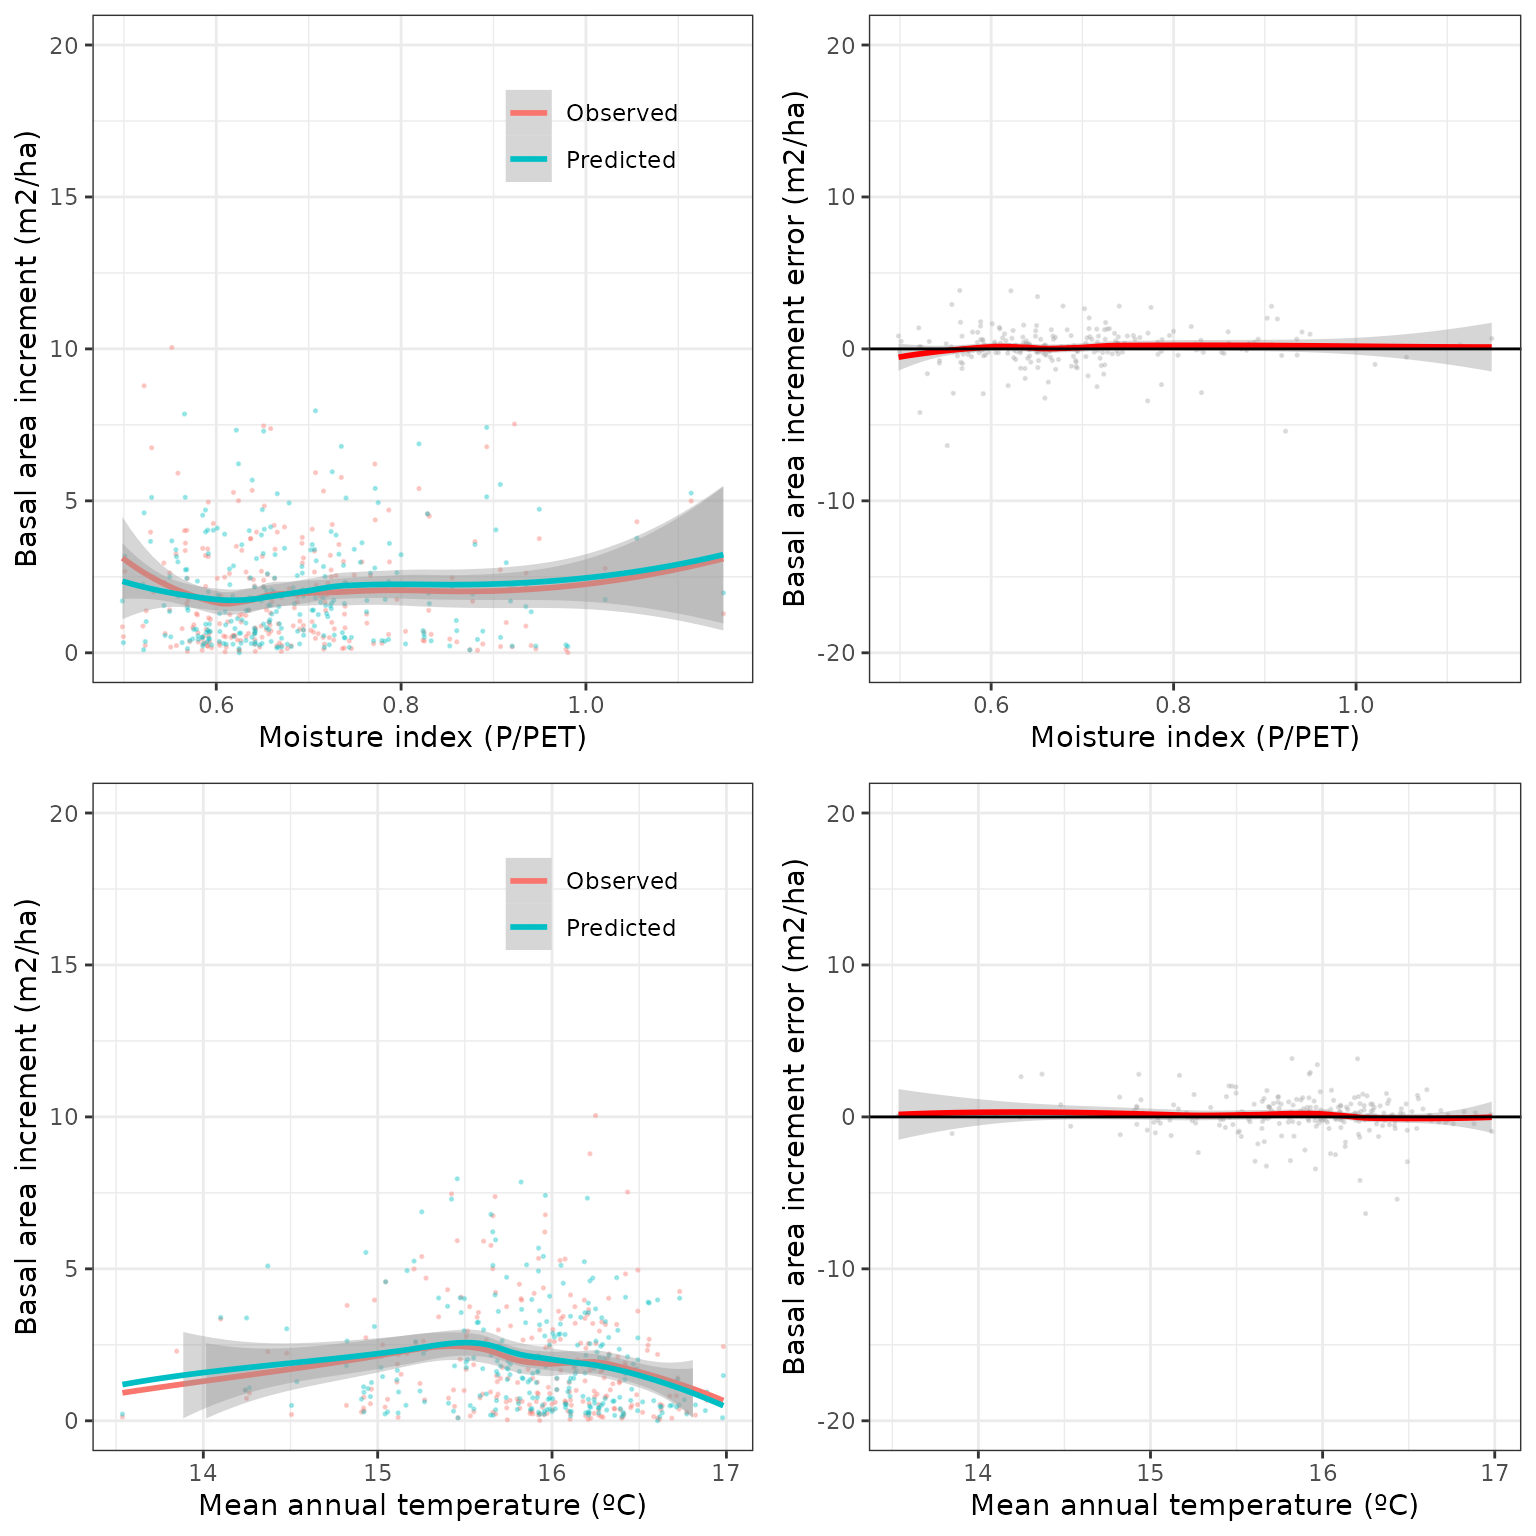 Basal area increment (m2/ha)
20
15
10
5
0
Observed
Predicted
0.6 0.8 1.0
Moisture index (P/PET)
Basal area increment error (m2/ha)
20
10
0
-10
-20
0.6 0.8 1.0
Moisture index (P/PET)
Basal area increment (m2/ha)
20
15
10
5
0
Observed
Predicted
14 15 16 17
Mean annual temperature (ºC)
Basal area increment error (m2/ha)
20
10
0
-10
-20
14 15 16 17
Mean annual temperature (ºC)